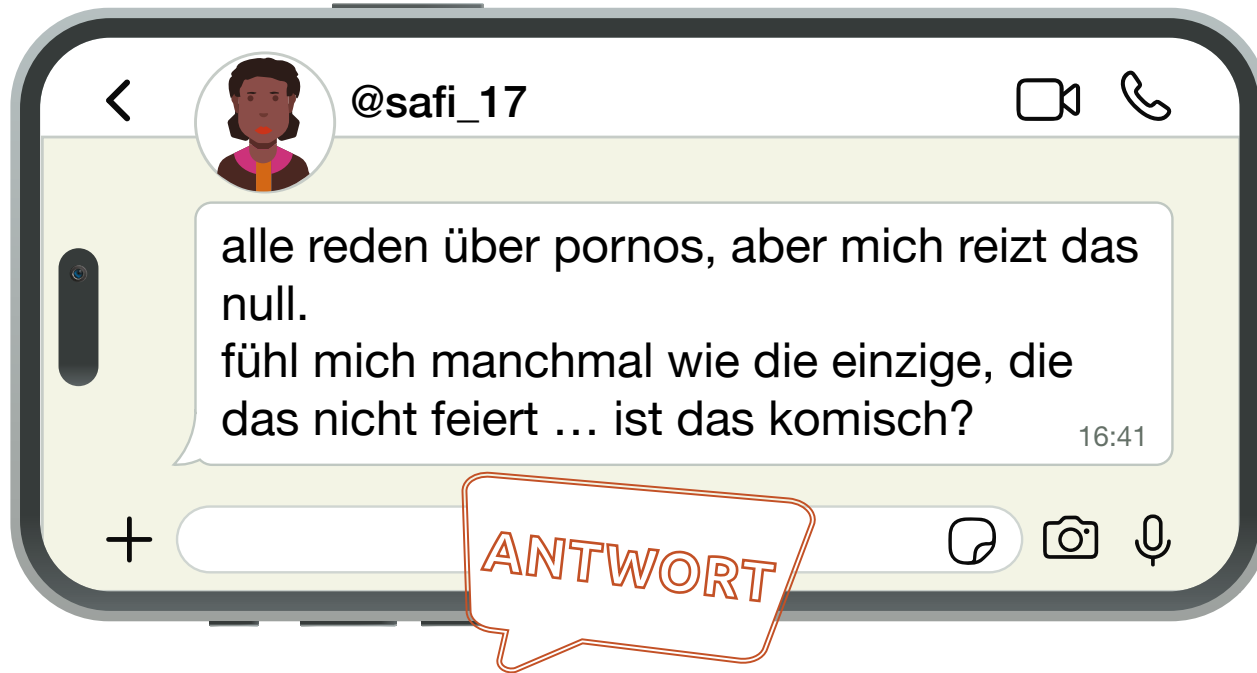 @safi_17
alle reden über pornos, aber mich reizt das
null.
fühl mich manchmal wie die einzige, die
das nicht feiert … ist das komisch?
16:41
ANTWORT